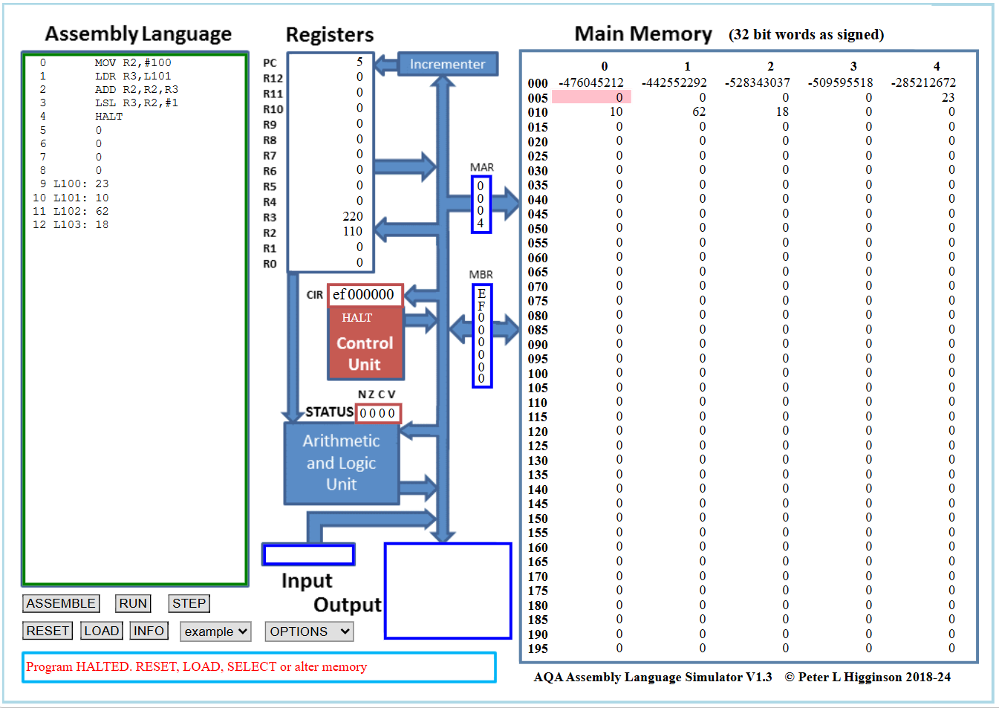 Assembly Language
0 MOV R2,#100
1 LDR R3,L101
2 ADD R2,R2,R3
3 LSL R3,R2,#1
4 HALT
5 0
6 0
7 0
8 0
9 L100: 23
10 L101: 10
11 L102: 62
12 L103: 18
ASSEMBLE RUN STEP
RESET LOAD INFO example OPTIONS
Program HALTED. RESET, LOAD, SELECT or alter memory
Registers
PC 5
R12 0
R11 0
R10 0
R9 0
R8 0
R7 0
R6 0
R5 0
R4 0
R3 220
R2 110
R1 0
R0 0
Incrementer
MAR
0
0
0
4
MBR
E
F
0
0
0
0
0
0
CIR ef000000
HALT
Control
Unit
N Z C V
STATUS 0 0 0 0
Arithmetic
and Logic
Unit
Input
Output
Main Memory (32 bit words as signed)
0 1 2 3 4
000 -476045212 -442552292 -528343037 -509595518 -285212672
005 0 0 0 0 23
010 10 62 18 0 0
015 0 0 0 0 0
020 0 0 0 0 0
025 0 0 0 0 0
030 0 0 0 0 0
035 0 0 0 0 0
040 0 0 0 0 0
045 0 0 0 0 0
050 0 0 0 0 0
055 0 0 0 0 0
060 0 0 0 0 0
065 0 0 0 0 0
070 0 0 0 0 0
075 0 0 0 0 0
080 0 0 0 0 0
085 0 0 0 0 0
090 0 0 0 0 0
095 0 0 0 0 0
100 0 0 0 0 0
105 0 0 0 0 0
110 0 0 0 0 0
115 0 0 0 0 0
120 0 0 0 0 0
125 0 0 0 0 0
130 0 0 0 0 0
135 0 0 0 0 0
140 0 0 0 0 0
145 0 0 0 0 0
150 0 0 0 0 0
155 0 0 0 0 0
160 0 0 0 0 0
165 0 0 0 0 0
170 0 0 0 0 0
175 0 0 0 0 0
180 0 0 0 0 0
185 0 0 0 0 0
190 0 0 0 0 0
195 0 0 0 0 0
AQA Assembly Language Simulator V1.3 © Peter L Higginson 2018-24